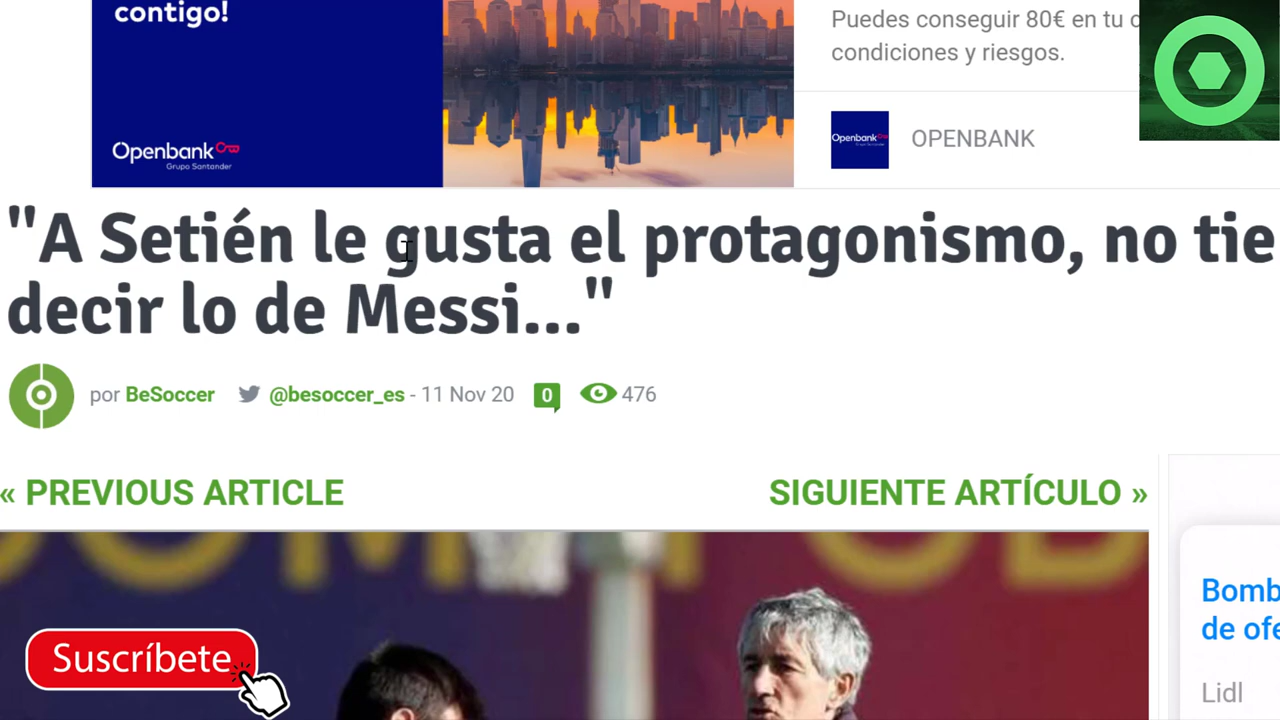 contigo!
Openbank
Grupo Santander
Puedes conseguir 80€ en tu
condiciones y riesgos.
Openbank
OPENBANK
"A Setién le gusta el protagonismo, no tie
decir lo de Messi..."
por BeSoccer @besoccer_es - 11 Nov 20 0 476
« PREVIOUS ARTICLE
SIGUIENTE ARTÍCULO »
Bomb
de ofe
Lidl
Suscríbete